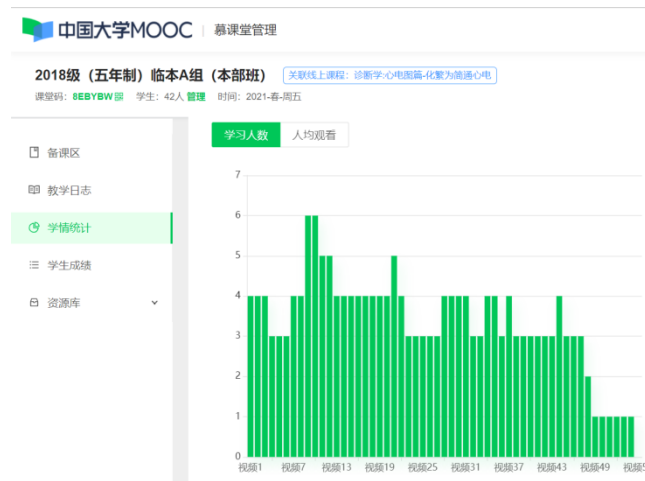 中国大学MOOC 慕课堂管理
2018级（五年制）临本A组（本部班） 关联线上课程：诊断学:心电图篇-化繁为简通心电
课堂码：8EBYBW 学生：42人 管理 时间：2021-春-周五
学习人数 人均观看
备课区
教学日志
学情统计
学生成绩
资源库
7
6
5
4
3
2
1
0
视频1 视频7 视频13 视频19 视频25 视频31 视频37 视频43 视频49 视频5